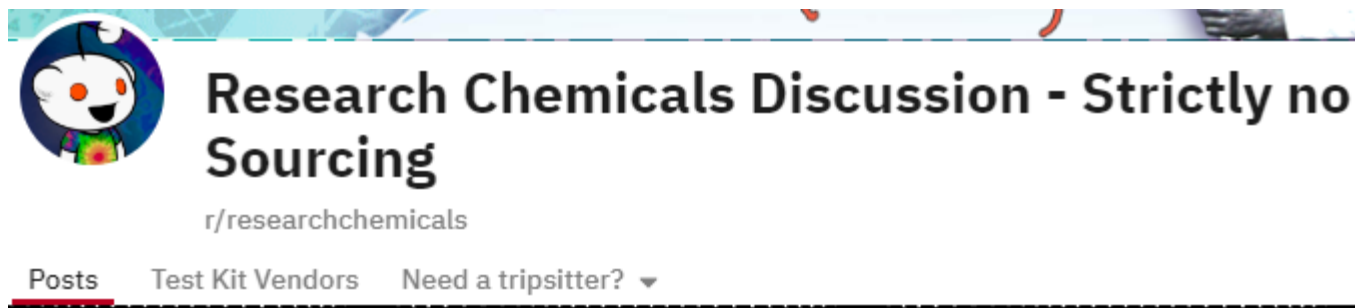 Research Chemicals Discussion - Strictly no
Sourcing
r/researchchemicals
Posts Test Kit Vendors Need a tripsitter?